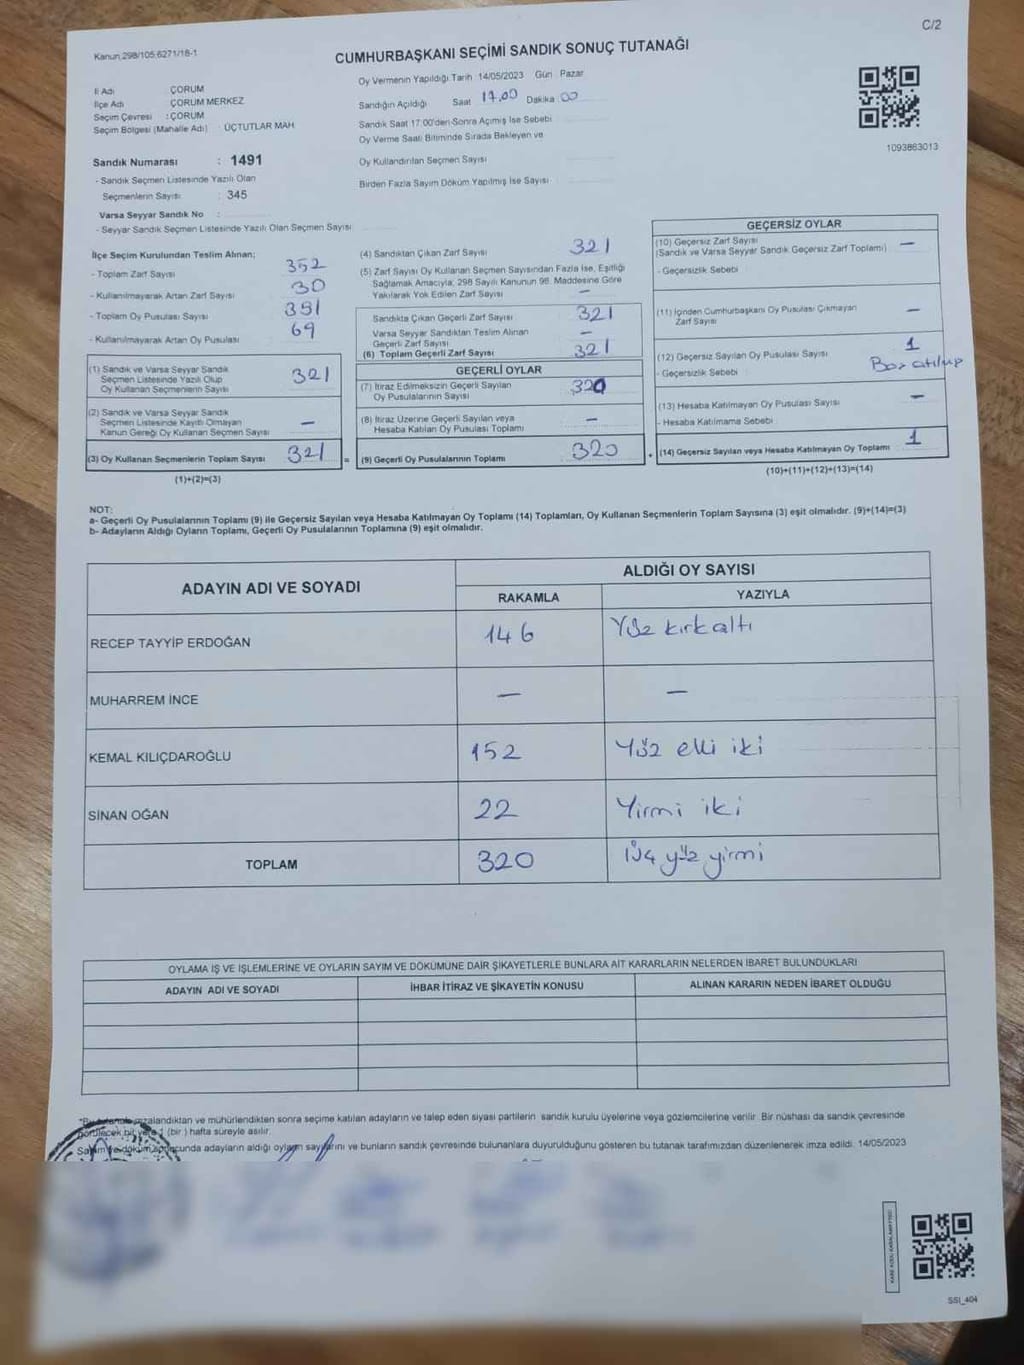 C/2
Kanun 298/105,6271/18-1
CUMHURBAŞKANI SEÇİMİ SANDIK SONUÇ TUTANAĞI
İl Adı ÇORUM
İlçe Adı ÇORUM MERKEZ
Seçim Çevresi : ÇORUM
Seçim Bölgesi (Mahalle Adı) : ÜÇTUTLAR MAH
Sandık Numarası : 1491
- Sandık Seçmen Listesinde Yazılı Olan
Seçmenlerin Sayısı : 345
Varsa Seyyar Sandık No :
- Seyyar Sandık Seçmen Listesinde Yazılı Olan Seçmen Sayısı
Oy Vermenin Yapıldığı Tarih : 14/05/2023 Gün : Pazar
Sandığın Açıldığı Saat 17.00 Dakika 00
Sandık Saat 17:00'den Sonra Açımış İse Sebebi
Oy Verme Saati Bitiminde Sırada Bekleyen ve
Oy Kullandırılan Seçmen Sayısı
Birden Fazla Sayım Döküm Yapılmış İse Sayısı
1093863013
İlçe Seçim Kurulundan Teslim Alınan;
- Toplam Zarf Sayısı 352
- Kullanılmayarak Artan Zarf Sayısı 30
- Toplam Oy Pusulası Sayısı 391
- Kullanılmayarak Artan Oy Pusulası 69
(1) Sandık ve Varsa Seyyar Sandık
Seçmen Listesinde Yazılı Olup
Oy Kullanan Seçmenlerin Sayısı 321
(2) Sandık ve Varsa Seyyar Sandık
Seçmen Listesinde Kayıtlı Olmayan
Kanun Gereği Oy Kullanan Seçmen Sayısı —
(3) Oy Kullanan Seçmenlerin Toplam Sayısı 321 =
(1)+(2)=(3)
(4) Sandıktan Çıkan Zarf Sayısı 321
(5) Zarf Sayısı Oy Kullanan Seçmen Sayısından Fazla İse, Eşitliği
Sağlamak Amacıyla; 298 Sayılı Kanunun 98. Maddesine Göre
Yakılarak Yok Edilen Zarf Sayısı —
Sandıkta Çıkan Geçerli Zarf Sayısı 321
Varsa Seyyar Sandıktan Teslim Alınan
Geçerli Zarf Sayısı —
(6) Toplam Geçerli Zarf Sayısı 321
GEÇERLİ OYLAR
(7) İtiraz Edilmeksizin Geçerli Sayılan
Oy Pusulalarının Sayısı 320
(8) İtiraz Üzerine Geçerli Sayılan veya
Hesaba Katılan Oy Pusulası Toplamı —
(9) Geçerli Oy Pusulalarının Toplamı 320 +
GEÇERSİZ OYLAR
(10) Geçersiz Zarf Sayısı
(Sandık ve Varsa Seyyar Sandık Geçersiz Zarf Toplamı) —
- Geçersizlik Sebebi
(11) İçinden Cumhurbaşkanı Oy Pusulası Çıkmayan
Zarf Sayısı —
(12) Geçersiz Sayılan Oy Pusulası Sayısı 1
- Geçersizlik Sebebi Boz atılıp
(13) Hesaba Katılmayan Oy Pusulası Sayısı —
- Hesaba Katılmama Sebebi
(14) Geçersiz Sayılan veya Hesaba Katılmayan Oy Toplamı 1
(10)+(11)+(12)+(13)=(14)
NOT:
a- Geçerli Oy Pusulalarının Toplamı (9) ile Geçersiz Sayılan veya Hesaba Katılmayan Oy Toplamı (14) Toplamları, Oy Kullanan Seçmenlerin Toplam Sayısına (3) eşit olmalıdır. (9)+(14)=(3)
b- Adayların Aldığı Oyların Toplamı, Geçerli Oy Pusulalarının Toplamına (9) eşit olmalıdır.
ADAYIN ADI VE SOYADI ALDIĞI OY SAYISI
RAKAMLA YAZIYLA
RECEP TAYYİP ERDOĞAN 146 Yüz kırk altı
MUHARREM İNCE — —
KEMAL KILIÇDAROĞLU 152 Yüz elli iki
SİNAN OĞAN 22 Yirmi iki
TOPLAM 320 Üç yüz yirmi
OYLAMA İŞ VE İŞLEMLERİNE VE OYLARIN SAYIM VE DÖKÜMÜNE DAİR ŞİKAYETLERLE BUNLARA AİT KARARLARIN NELERDEN İBARET BULUNDUKLARI
ADAYIN ADI VE SOYADI İHBAR İTİRAZ VE ŞİKAYETİN KONUSU ALINAN KARARIN NEDEN İBARET OLDUĞU
imzalandıktan ve mühürlendikten sonra seçime katılan adayların ve talep eden siyasi partilerin sandık kurulu üyelerine veya gözlemcilerine verilir. Bir nüshası da sandık çevresinde
görülecek bir yere 1 (bir ) hafta süreyle asılır.
Sayım ve döküm sonucunda adayların aldığı oyların sayılarını ve bunların sandık çevresinde bulunanlara duyurulduğunu gösteren bu tutanak tarafımızdan düzenlenerek imza edildi. 14/05/2023
SSI_404